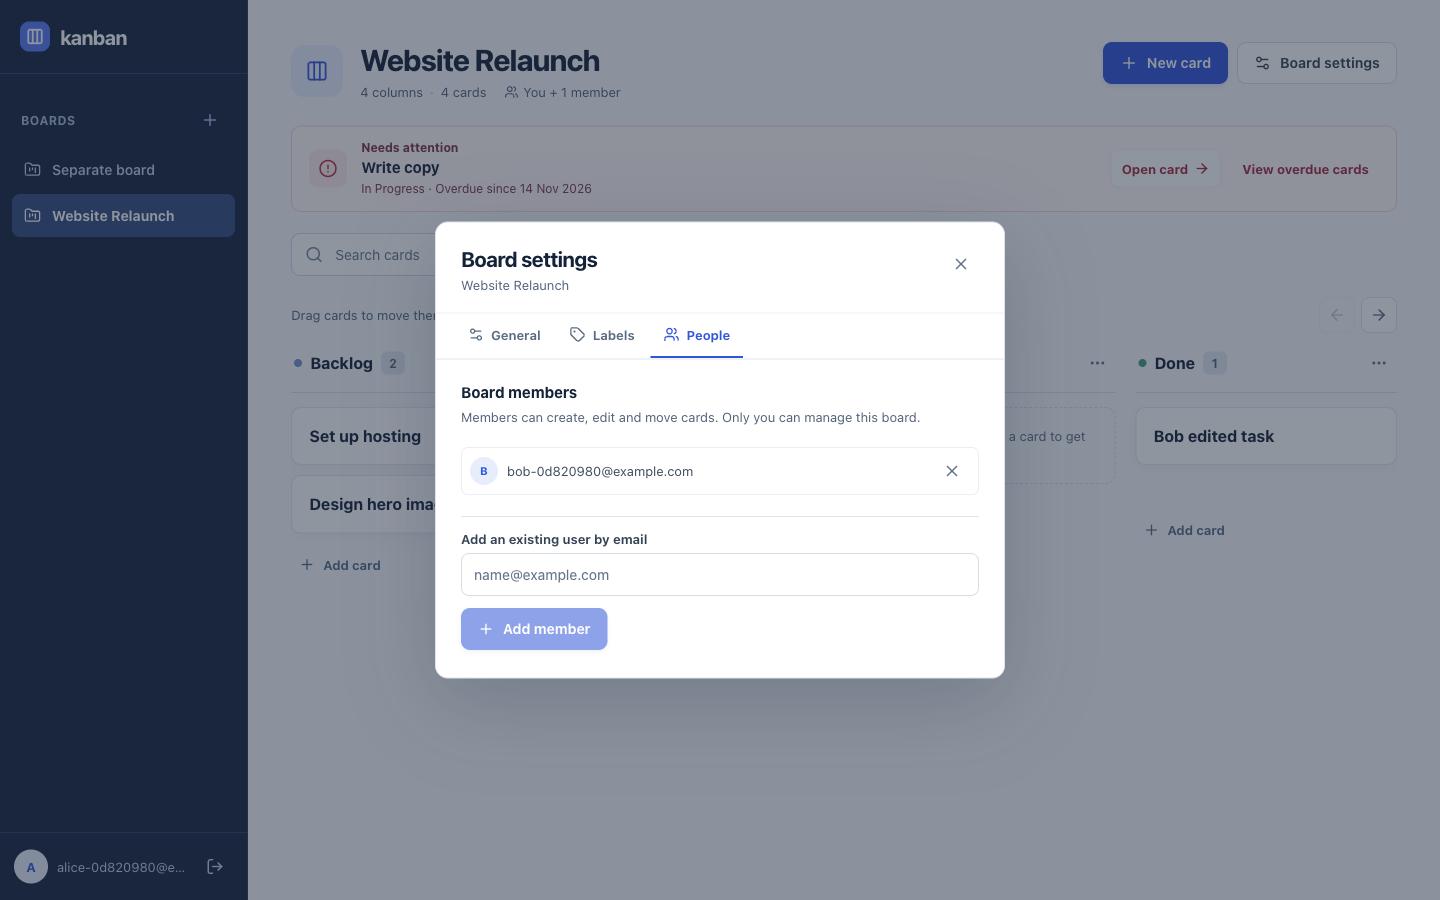 kanban
BOARDS
Separate board
Website Relaunch
alice-0d820980@e...
A
Website Relaunch
4 columns · 4 cards You + 1 member
New card
Board settings
Needs attention
Write copy
In Progress · Overdue since 14 Nov 2026
Open card
View overdue cards
Search cards
Drag cards to move
Backlog 2
Set up hosting
Design hero
Add card
a card to get
Done 1
Bob edited task
Add card
Board settings
Website Relaunch
General
Labels
People
Board members
Members can create, edit and move cards. Only you can manage this board.
B
bob-0d820980@example.com
Add an existing user by email
name@example.com
Add member